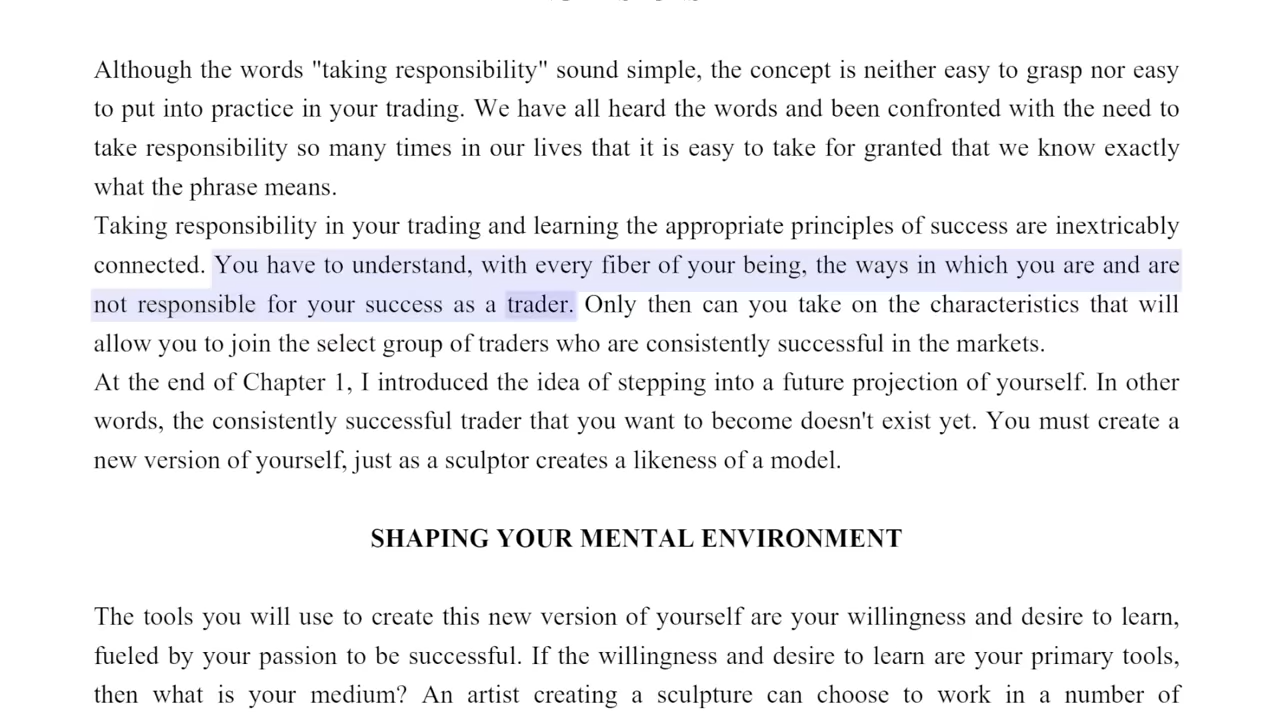 Although the words "taking responsibility" sound simple, the concept is neither easy to grasp nor easy
to put into practice in your trading. We have all heard the words and been confronted with the need to
take responsibility so many times in our lives that it is easy to take for granted that we know exactly
what the phrase means.
Taking responsibility in your trading and learning the appropriate principles of success are inextricably
connected. You have to understand, with every fiber of your being, the ways in which you are and are
not responsible for your success as a trader. Only then can you take on the characteristics that will
allow you to join the select group of traders who are consistently successful in the markets.
At the end of Chapter 1, I introduced the idea of stepping into a future projection of yourself. In other
words, the consistently successful trader that you want to become doesn't exist yet. You must create a
new version of yourself, just as a sculptor creates a likeness of a model.
SHAPING YOUR MENTAL ENVIRONMENT
The tools you will use to create this new version of yourself are your willingness and desire to learn,
fueled by your passion to be successful. If the willingness and desire to learn are your primary tools,
then what is your medium? An artist creating a sculpture can choose to work in a number of